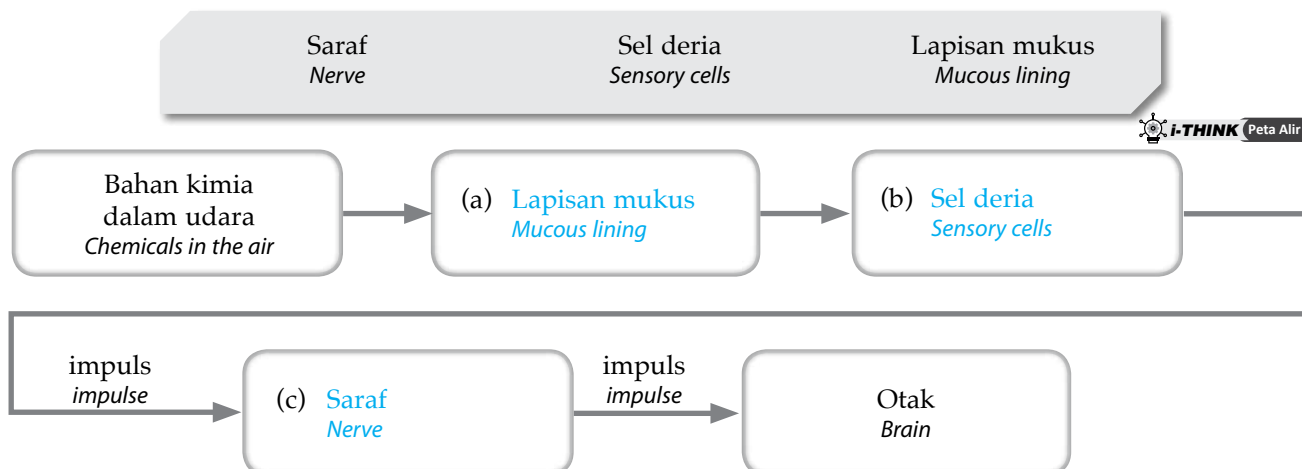 Saraf
Nerve
Sel deria
Sensory cells
Lapisan mukus
Mucous lining
i-THINK Peta Alir
Bahan kimia
dalam udara
Chemicals in the air
(a) Lapisan mukus
Mucous lining
(b) Sel deria
Sensory cells
impuls
impulse
(c) Saraf
Nerve
impuls
impulse
Otak
Brain